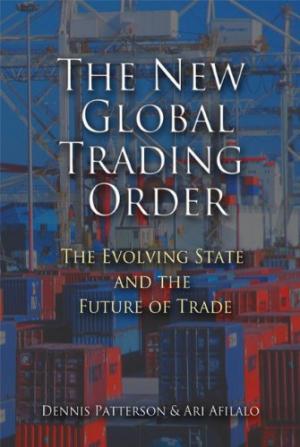 THE NEW
GLOBAL
TRADING
ORDER
THE EVOLVING STATE
AND THE
FUTURE OF TRADE
DENNIS PATTERSON & ARI AFILALO